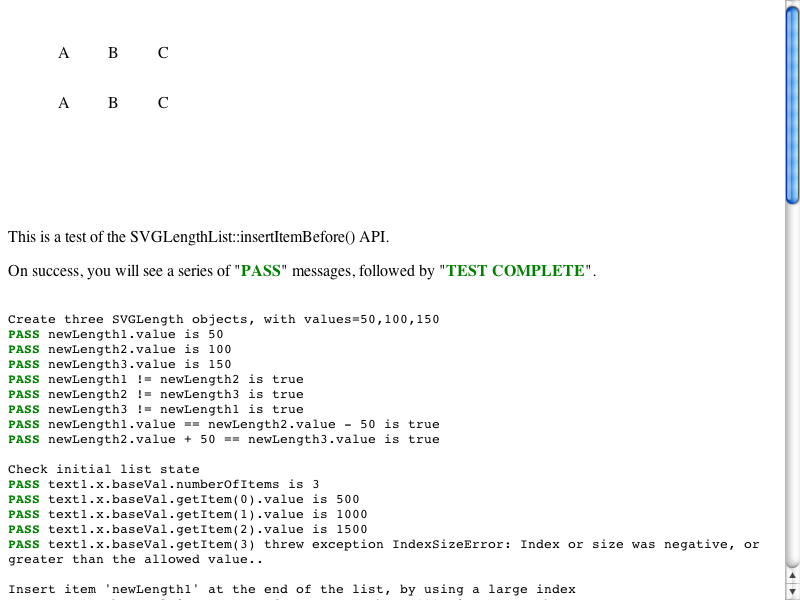 A B C
A B C
This is a test of the SVGLengthList::insertItemBefore() API.
On success, you will see a series of "PASS" messages, followed by "TEST COMPLETE".
Create three SVGLength objects, with values=50,100,150
PASS newLength1.value is 50
PASS newLength2.value is 100
PASS newLength3.value is 150
PASS newLength1 != newLength2 is true
PASS newLength2 != newLength3 is true
PASS newLength3 != newLength1 is true
PASS newLength1.value == newLength2.value - 50 is true
PASS newLength2.value + 50 == newLength3.value is true
Check initial list state
PASS text1.x.baseVal.numberOfItems is 3
PASS text1.x.baseVal.getItem(0).value is 500
PASS text1.x.baseVal.getItem(1).value is 1000
PASS text1.x.baseVal.getItem(2).value is 1500
PASS text1.x.baseVal.getItem(3) threw exception IndexSizeError: Index or size was negative, or
greater than the allowed value..
Insert item 'newLength1' at the end of the list, by using a large index